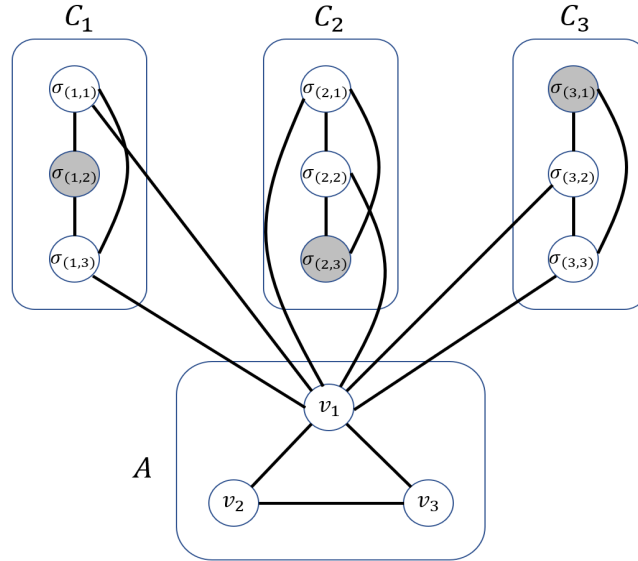 C₁ C₂ C₃
σ₍₁,₁₎ σ₍₂,₁₎ σ₍₃,₁₎
σ₍₁,₂₎ σ₍₂,₂₎ σ₍₃,₂₎
σ₍₁,₃₎ σ₍₂,₃₎ σ₍₃,₃₎
v₁
A
v₂ v₃